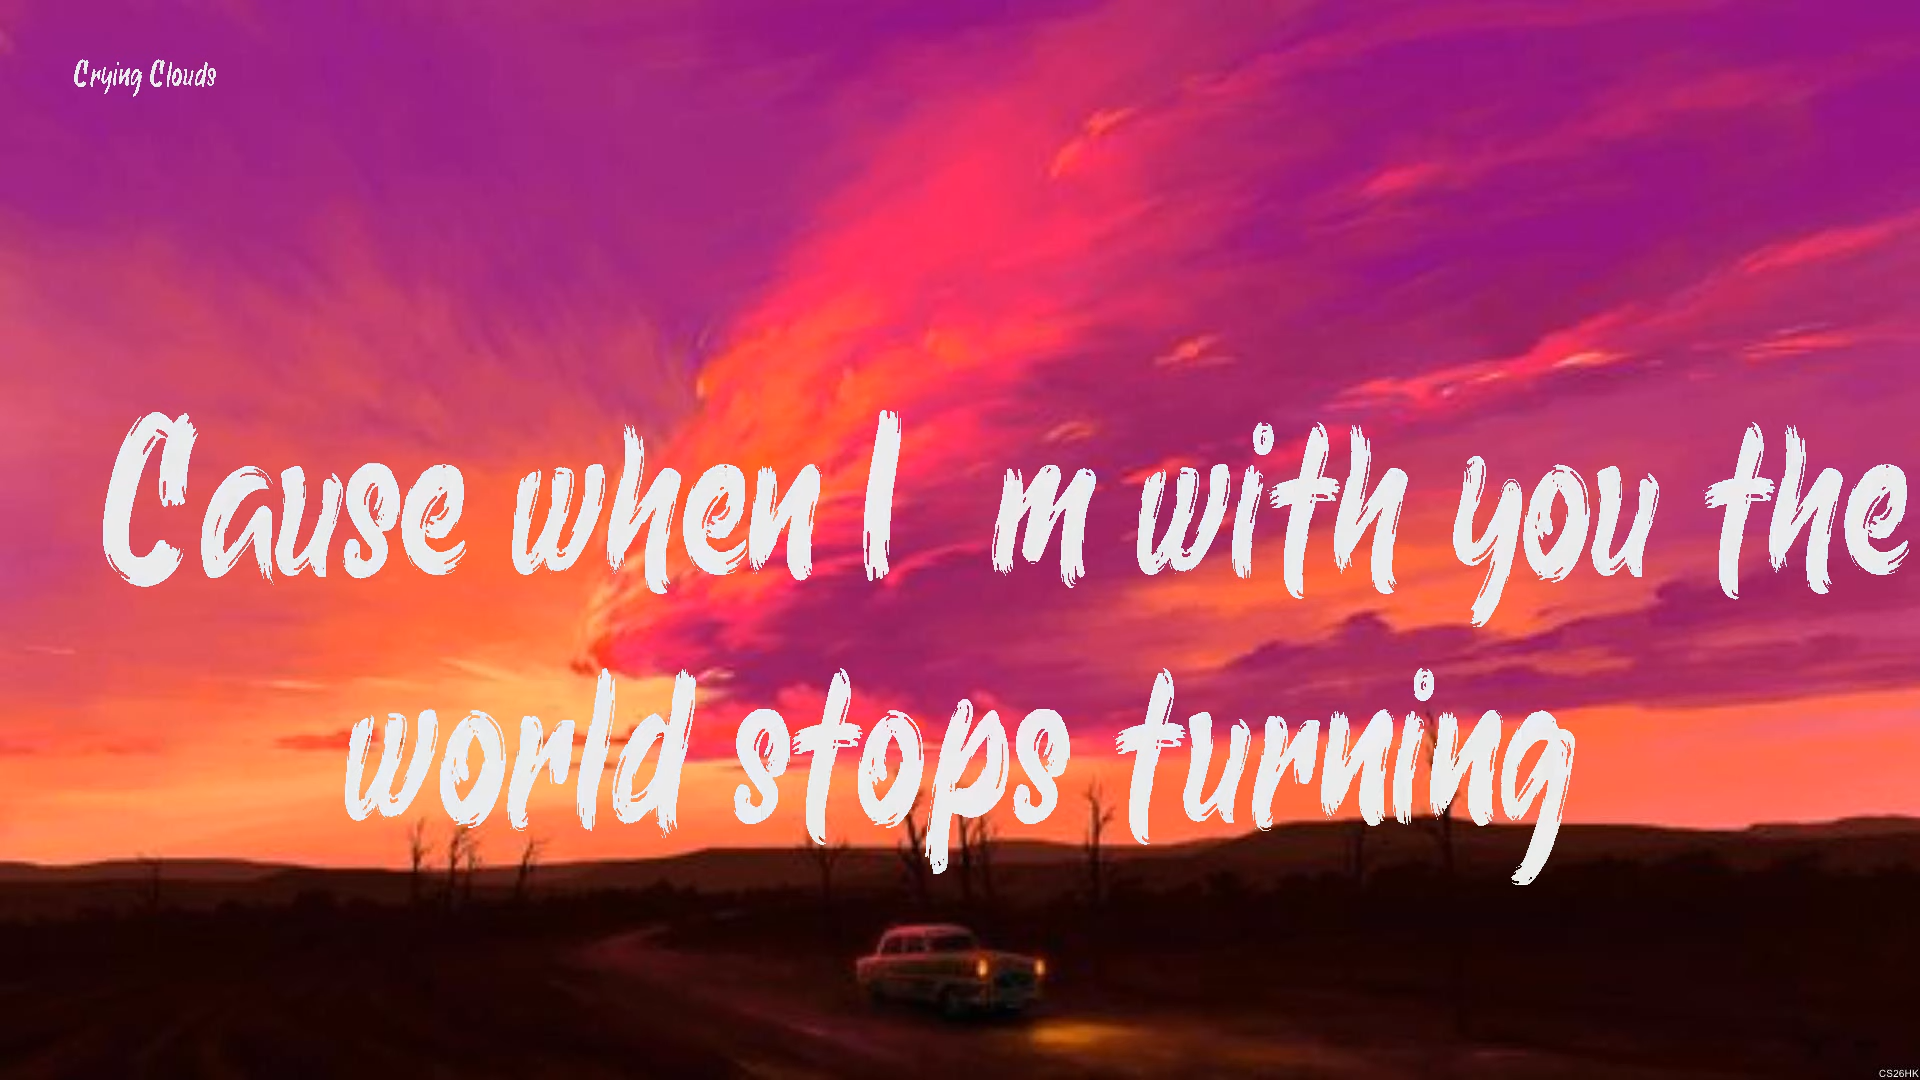 Crying Clouds
Cause when I m with you the
world stops turning
CS26HK